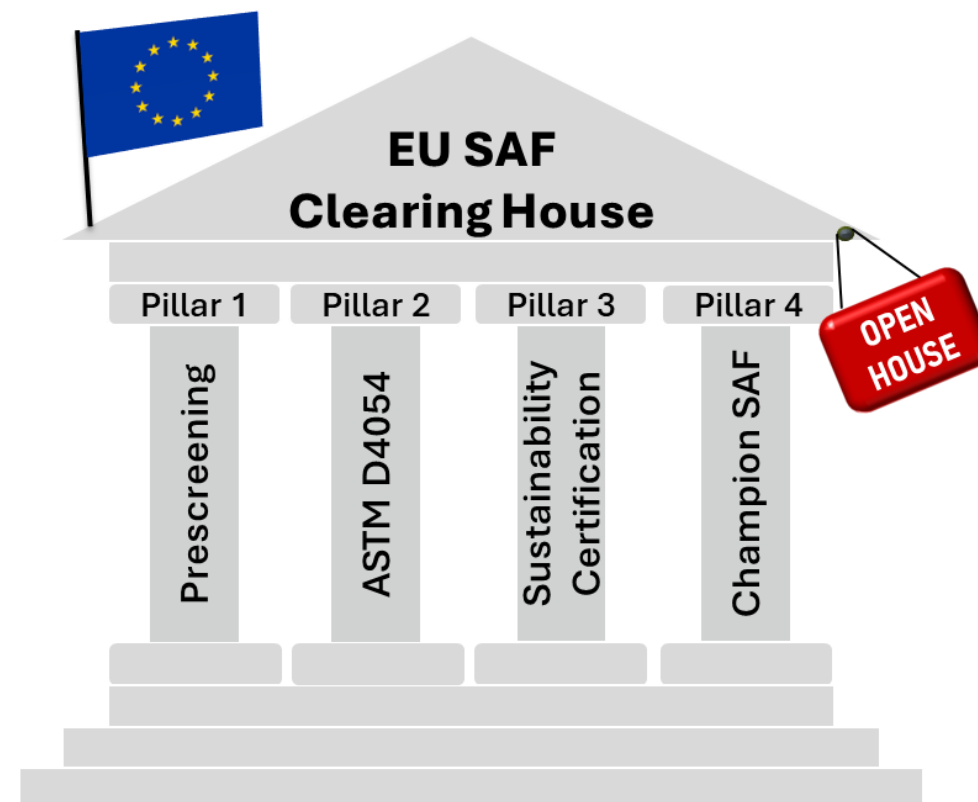 EU SAF
Clearing House
Pillar 1
Pillar 2
Pillar 3
Pillar 4
OPEN
HOUSE
Prescreening
ASTM D4054
Sustainability
Certification
Champion SAF